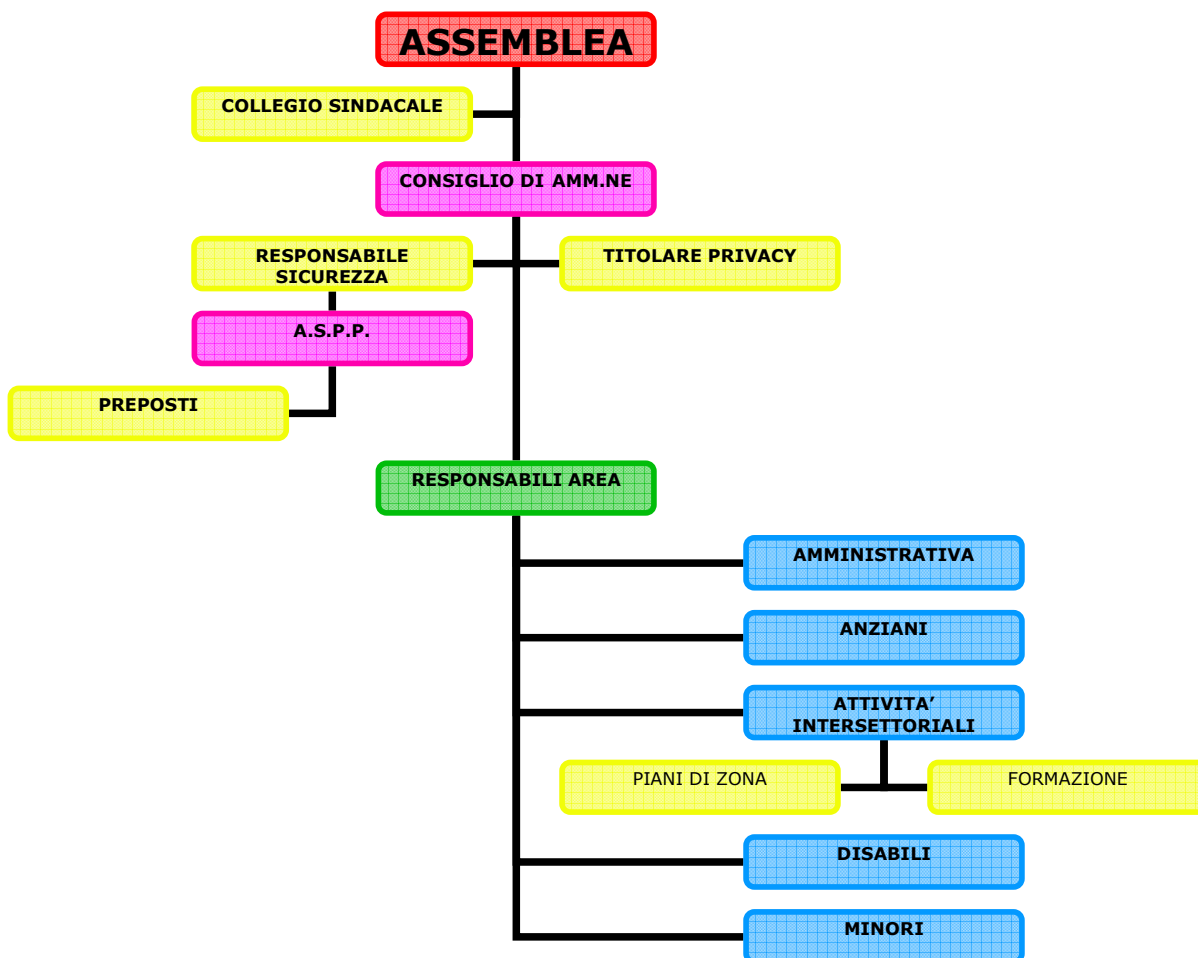 ASSEMBLEA
COLLEGIO SINDACALE
CONSIGLIO DI AMM.NE
RESPONSABILE
SICUREZZA
TITOLARE PRIVACY
A.S.P.P.
PREPOSTI
RESPONSABILI AREA
AMMINISTRATIVA
ANZIANI
ATTIVITA’
INTERSETTORIALI
PIANI DI ZONA
FORMAZIONE
DISABILI
MINORI